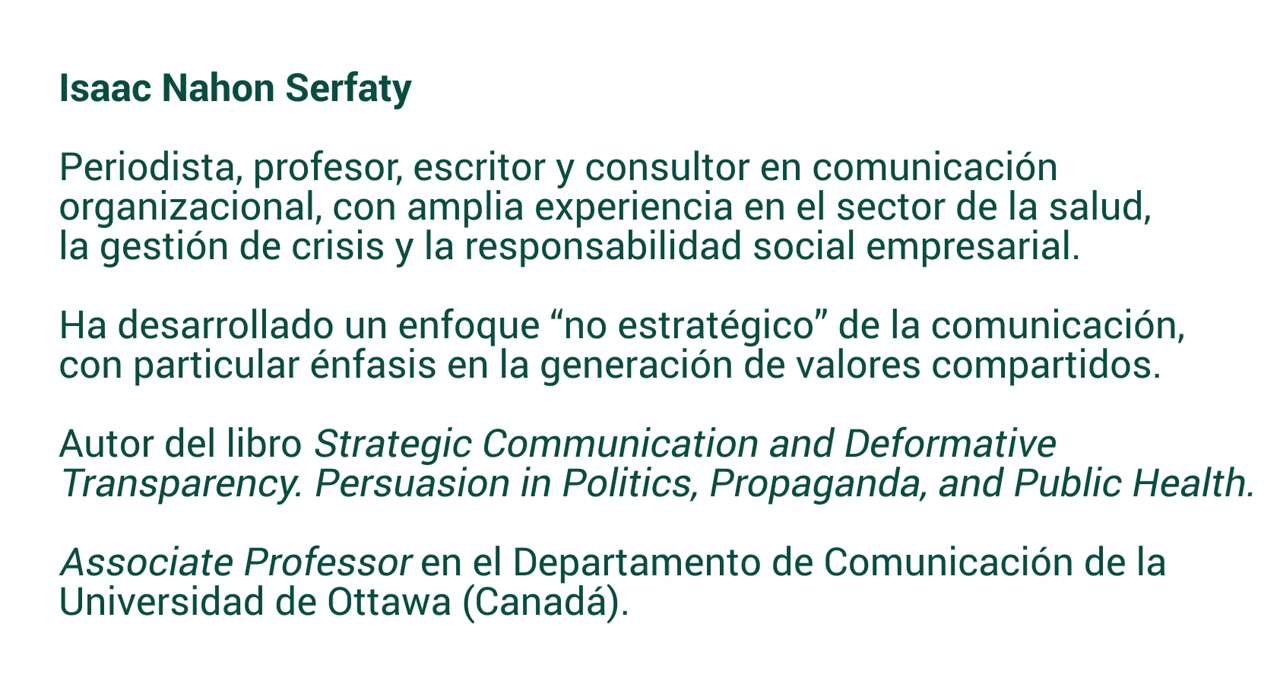 Isaac Nahon Serfaty
Periodista, profesor, escritor y consultor en comunicación
organizacional, con amplia experiencia en el sector de la salud,
la gestión de crisis y la responsabilidad social empresarial.
Ha desarrollado un enfoque “no estratégico” de la comunicación,
con particular énfasis en la generación de valores compartidos.
Autor del libro Strategic Communication and Deformative
Transparency. Persuasion in Politics, Propaganda, and Public Health.
Associate Professor en el Departamento de Comunicación de la
Universidad de Ottawa (Canadá).